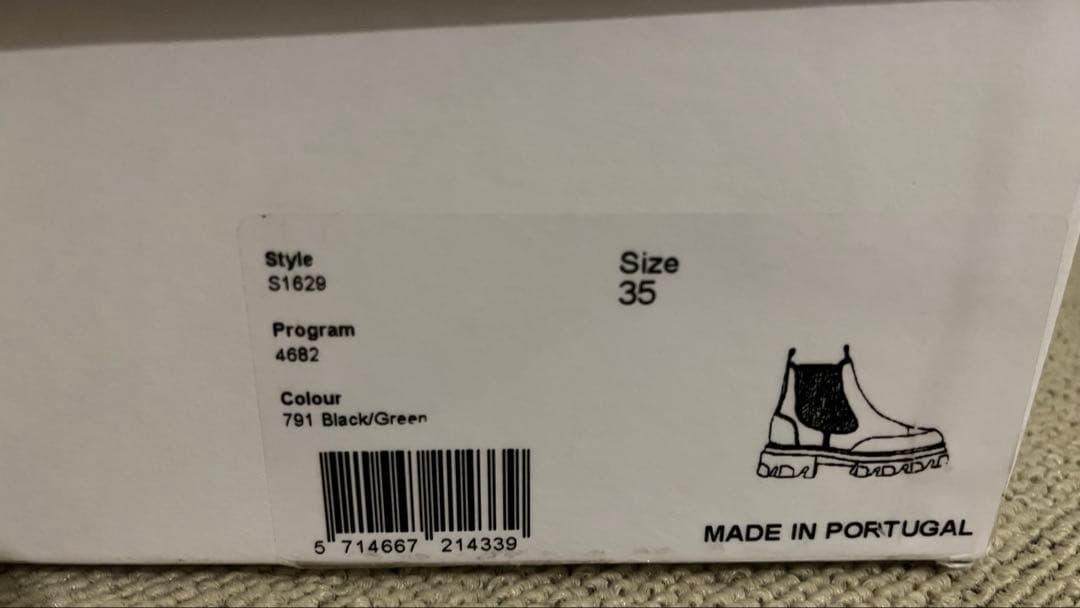 Style
S1629
Size
35
Program
4682
Colour
791 Black/Green
5 714667 214339
MADE IN PORTUGAL